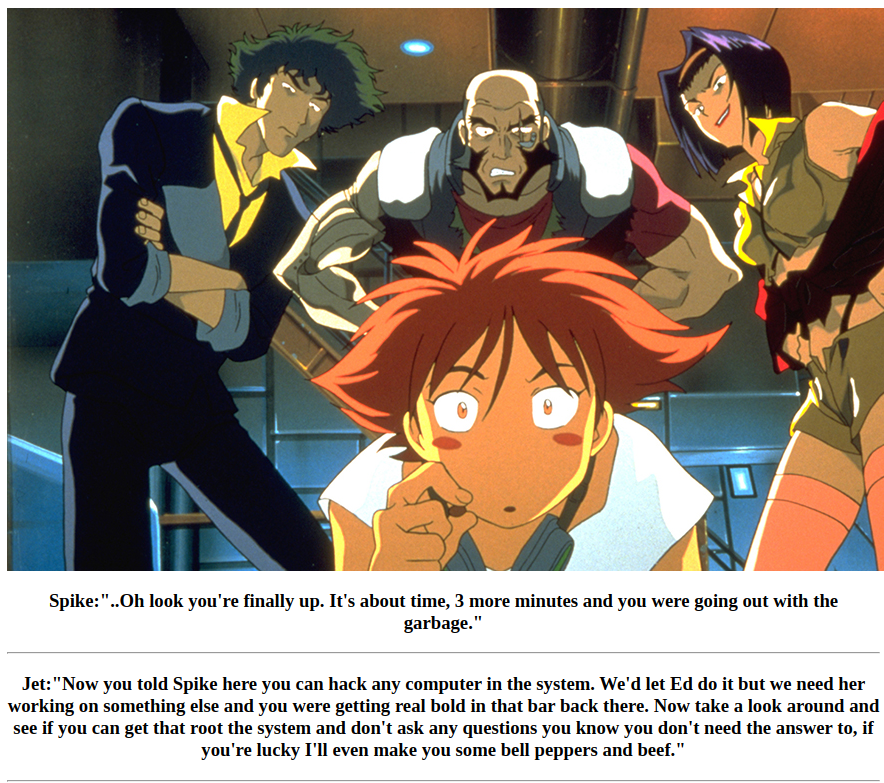 Spike:"..Oh look you're finally up. It's about time, 3 more minutes and you were going out with the
garbage."
Jet:"Now you told Spike here you can hack any computer in the system. We'd let Ed do it but we need her
working on something else and you were getting real bold in that bar back there. Now take a look around and
see if you can get that root the system and don't ask any questions you know you don't need the answer to, if
you're lucky I'll even make you some bell peppers and beef."